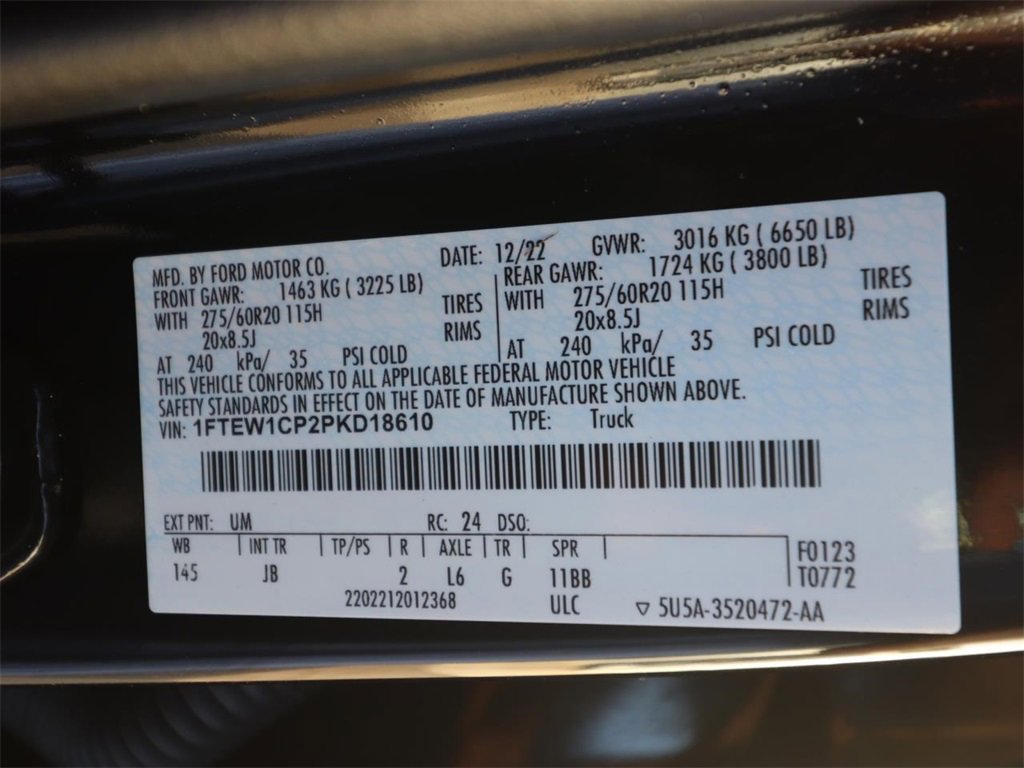 MFD. BY FORD MOTOR CO. DATE: 12/22 GVWR: 3016 KG ( 6650 LB)
FRONT GAWR: 1463 KG ( 3225 LB) REAR GAWR: 1724 KG ( 3800 LB)
WITH 275/60R20 115H TIRES WITH 275/60R20 115H TIRES
20x8.5J RIMS 20x8.5J RIMS
AT 240 kPa/ 35 PSI COLD AT 240 kPa/ 35 PSI COLD
THIS VEHICLE CONFORMS TO ALL APPLICABLE FEDERAL MOTOR VEHICLE
SAFETY STANDARDS IN EFFECT ON THE DATE OF MANUFACTURE SHOWN ABOVE.
VIN: 1FTEW1CP2PKD18610 TYPE: Truck
EXT PNT: UM RC: 24 DSO:
WB INT TR TP/PS R AXLE TR SPR F0123
145 JB 2 L6 G 11BB T0772
2202212012368 ULC ▽ 5U5A-3520472-AA